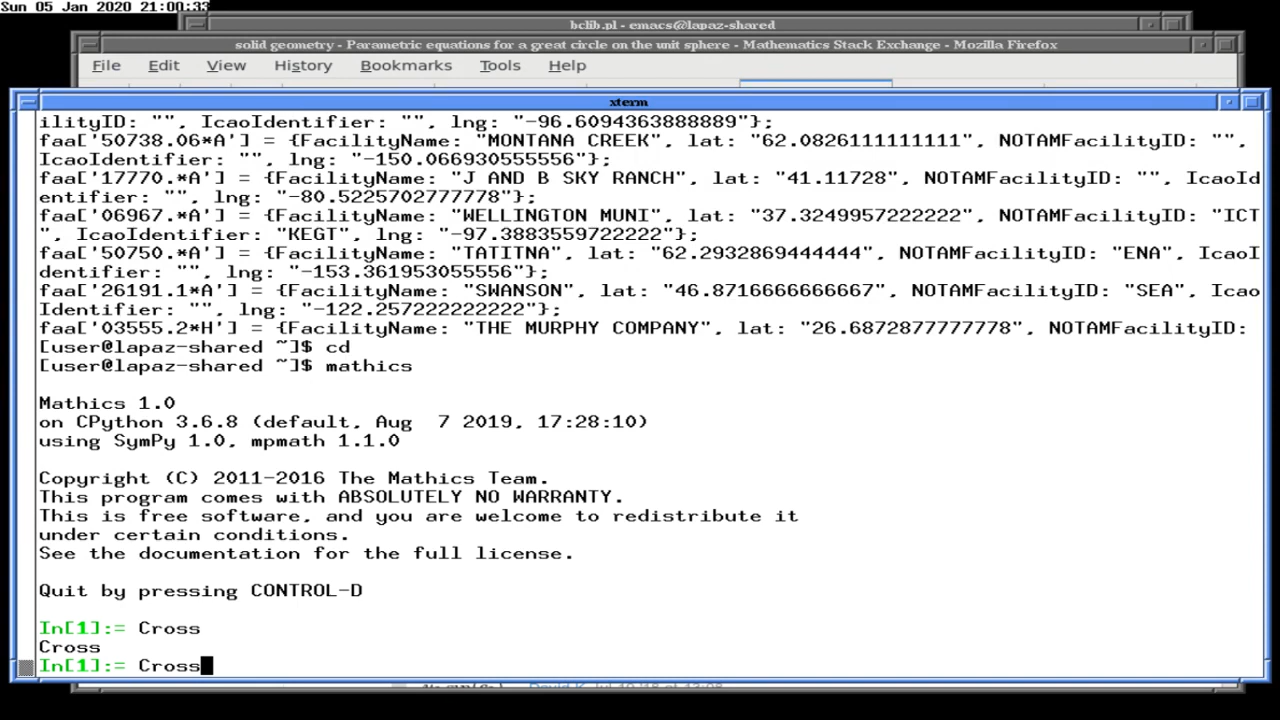 Sun 05 Jan 2020 21:00:33
bclib.pl - emacs@lapaz-shared
solid geometry - Parametric equations for a great circle on the unit sphere - Mathematics Stack Exchange - Mozilla Firefox
File Edit View History Bookmarks Tools Help
xterm
ilityID: "", IcaoIdentifier: "", lng: "-96.6094363888889"};
faa['50738.06*A'] = {FacilityName: "MONTANA CREEK", lat: "62.0826111111111", NOTAMFacilityID: "",
IcaoIdentifier: "", lng: "-150.066930555556"};
faa['17770.*A'] = {FacilityName: "J AND B SKY RANCH", lat: "41.11728", NOTAMFacilityID: "", IcaoId
entifier: "", lng: "-80.5225702777778"};
faa['06967.*A'] = {FacilityName: "WELLINGTON MUNI", lat: "37.3249957222222", NOTAMFacilityID: "ICT
", IcaoIdentifier: "KEGT", lng: "-97.3883559722222"};
faa['50750.*A'] = {FacilityName: "TATITNA", lat: "62.2932869444444", NOTAMFacilityID: "ENA", IcaoI
dentifier: "", lng: "-153.361953055556"};
faa['26191.1*A'] = {FacilityName: "SWANSON", lat: "46.8716666666667", NOTAMFacilityID: "SEA", Icao
Identifier: "", lng: "-122.257222222222"};
faa['03555.2*H'] = {FacilityName: "THE MURPHY COMPANY", lat: "26.6872877777778", NOTAMFacilityID:
[user@lapaz-shared ~]$ cd
[user@lapaz-shared ~]$ mathics
Mathics 1.0
on CPython 3.6.8 (default, Aug  7 2019, 17:28:10)
using SymPy 1.0, mpmath 1.1.0
Copyright (C) 2011-2016 The Mathics Team.
This program comes with ABSOLUTELY NO WARRANTY.
This is free software, and you are welcome to redistribute it
under certain conditions.
See the documentation for the full license.
Quit by pressing CONTROL-D
In[1]:= Cross
Cross
In[1]:= Cross